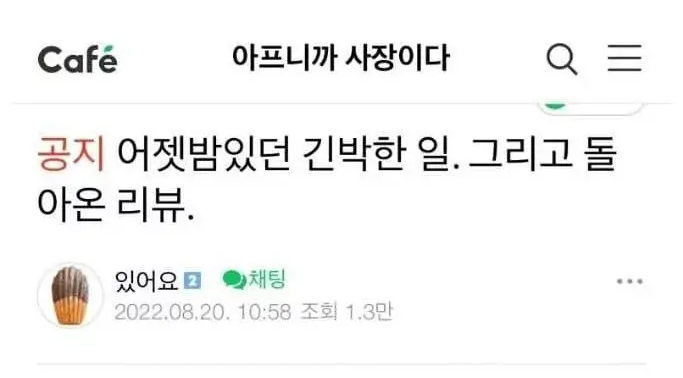 Café 아프니까 사장이다
공지 어젯밤있던 긴박한 일. 그리고 돌
아온 리뷰.
있어요 2 채팅
2022.08.20. 10:58 조회 1.3만